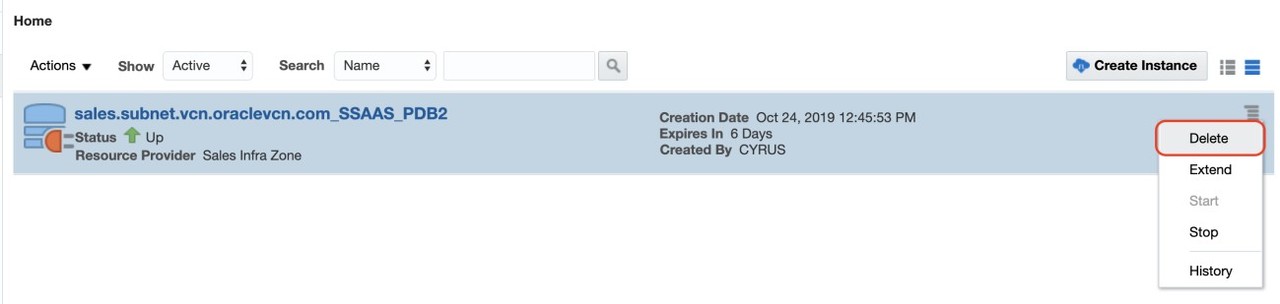 Home
Actions Show Active Search Name Create Instance
sales.subnet.vcn.oraclevcn.com_SSAAS_PDB2
Status Up
Resource Provider Sales Infra Zone
Creation Date Oct 24, 2019 12:45:53 PM
Expires In 6 Days
Created By CYRUS
Delete
Extend
Start
Stop
History